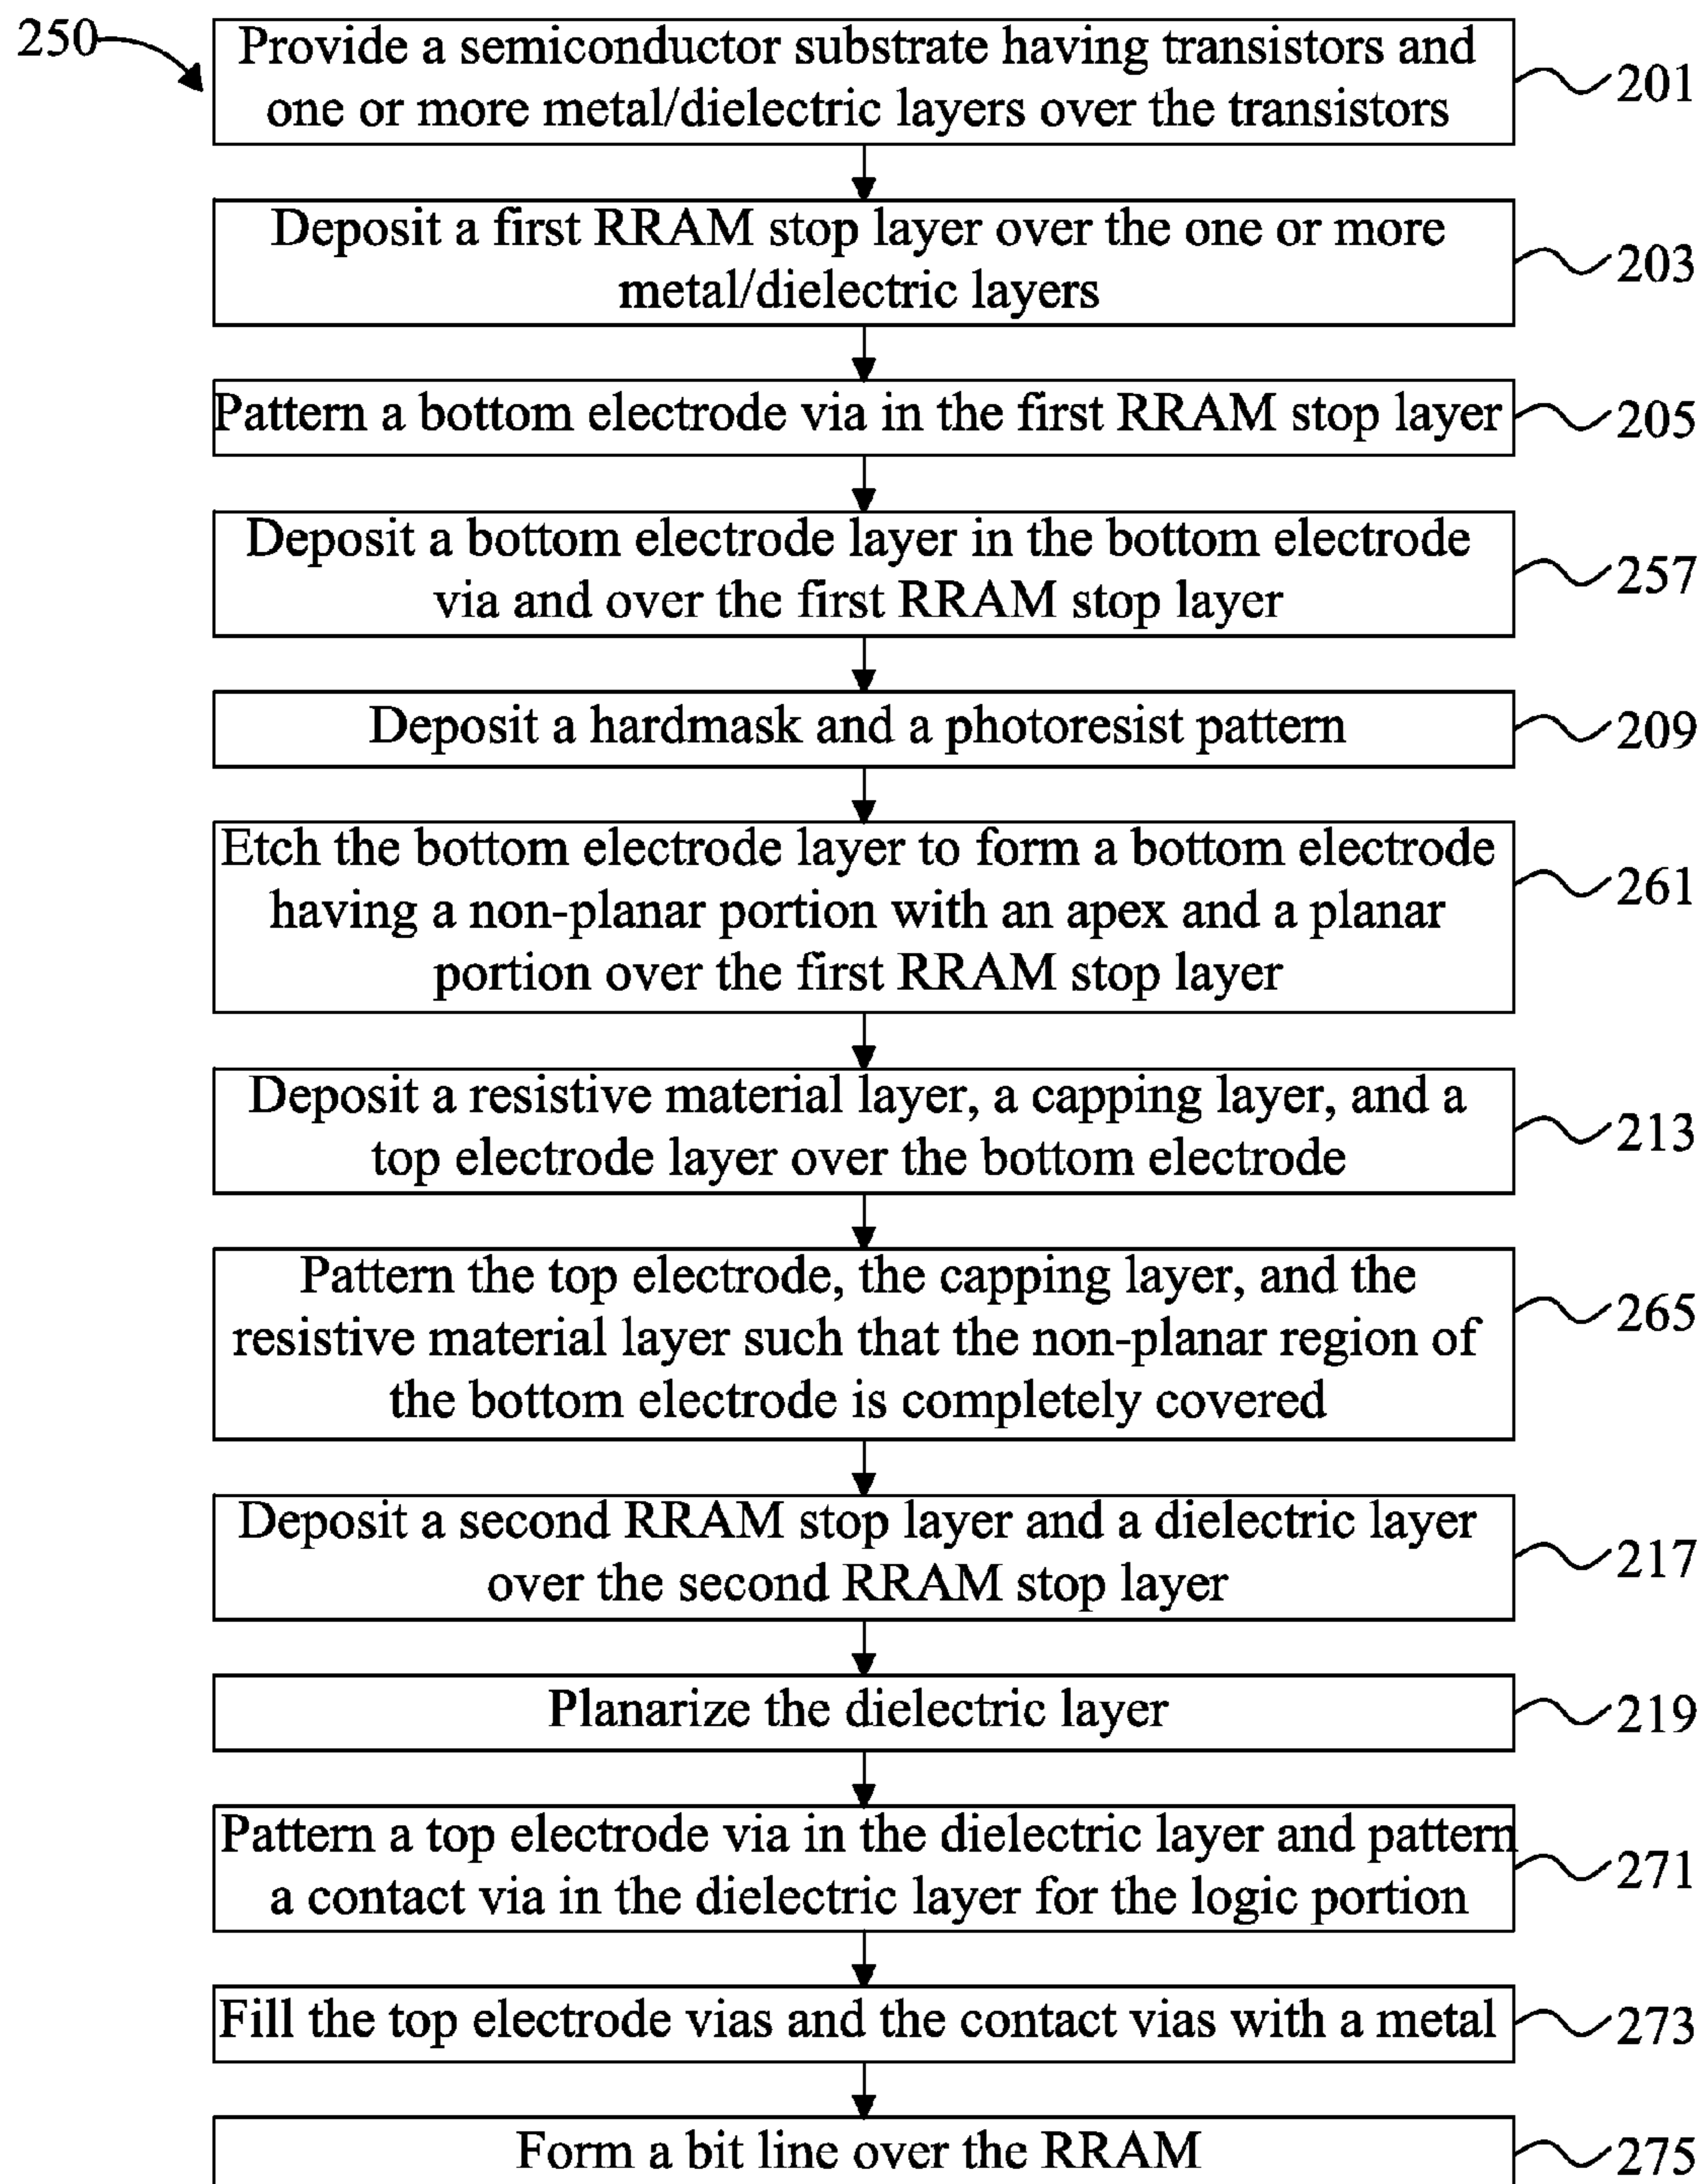 250
Provide a semiconductor substrate having transistors and
one or more metal/dielectric layers over the transistors
201
Deposit a first RRAM stop layer over the one or more
metal/dielectric layers
203
Pattern a bottom electrode via in the first RRAM stop layer
205
Deposit a bottom electrode layer in the bottom electrode
via and over the first RRAM stop layer
257
Deposit a hardmask and a photoresist pattern
209
Etch the bottom electrode layer to form a bottom electrode
having a non-planar portion with an apex and a planar
portion over the first RRAM stop layer
261
Deposit a resistive material layer, a capping layer, and a
top electrode layer over the bottom electrode
213
Pattern the top electrode, the capping layer, and the
resistive material layer such that the non-planar region of
the bottom electrode is completely covered
265
Deposit a second RRAM stop layer and a dielectric layer
over the second RRAM stop layer
217
Planarize the dielectric layer
219
Pattern a top electrode via in the dielectric layer and pattern
a contact via in the dielectric layer for the logic portion
271
Fill the top electrode vias and the contact vias with a metal
273
Form a bit line over the RRAM
275